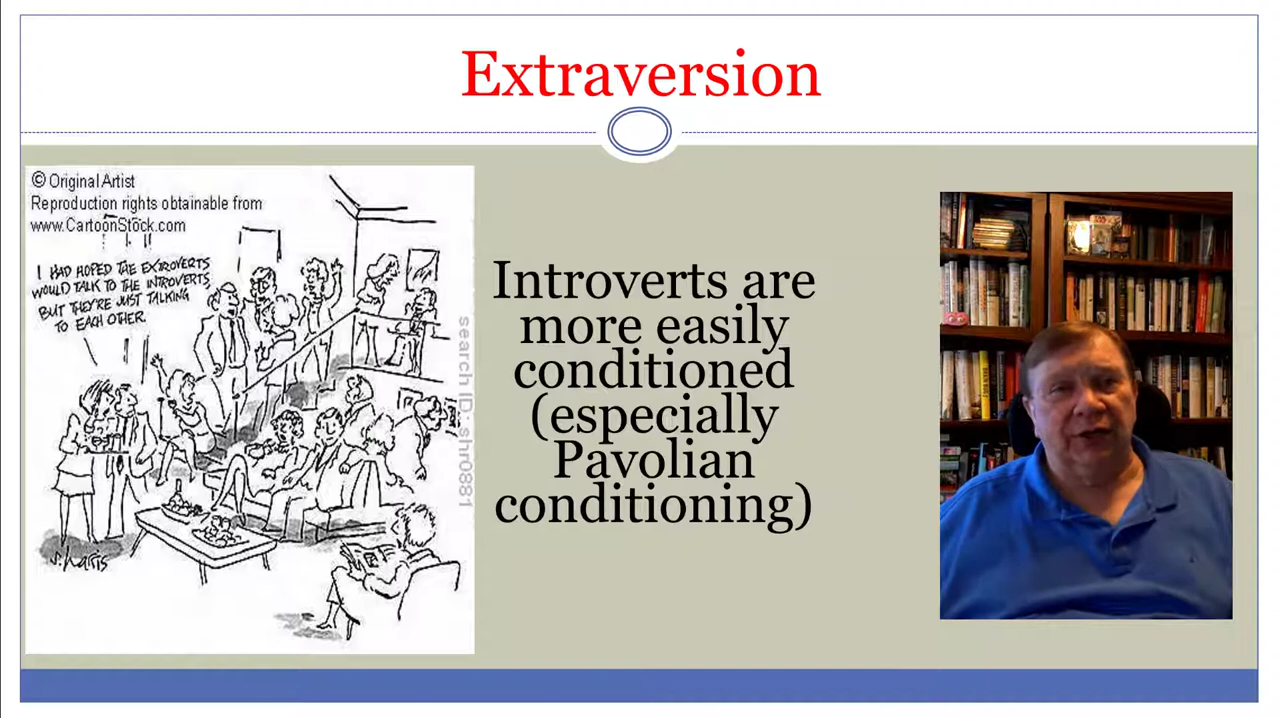 Extraversion
© Original Artist
Reproduction rights obtainable from
www.CartoonStock.com
I HAD HOPED THE EXTROVERTS
WOULD TALK TO THE INTROVERTS
BUT THEY'RE JUST TALKING
TO EACH OTHER.
search ID: shr0881
S. Harris
Introverts are
more easily
conditioned
(especially
Pavolian
conditioning)